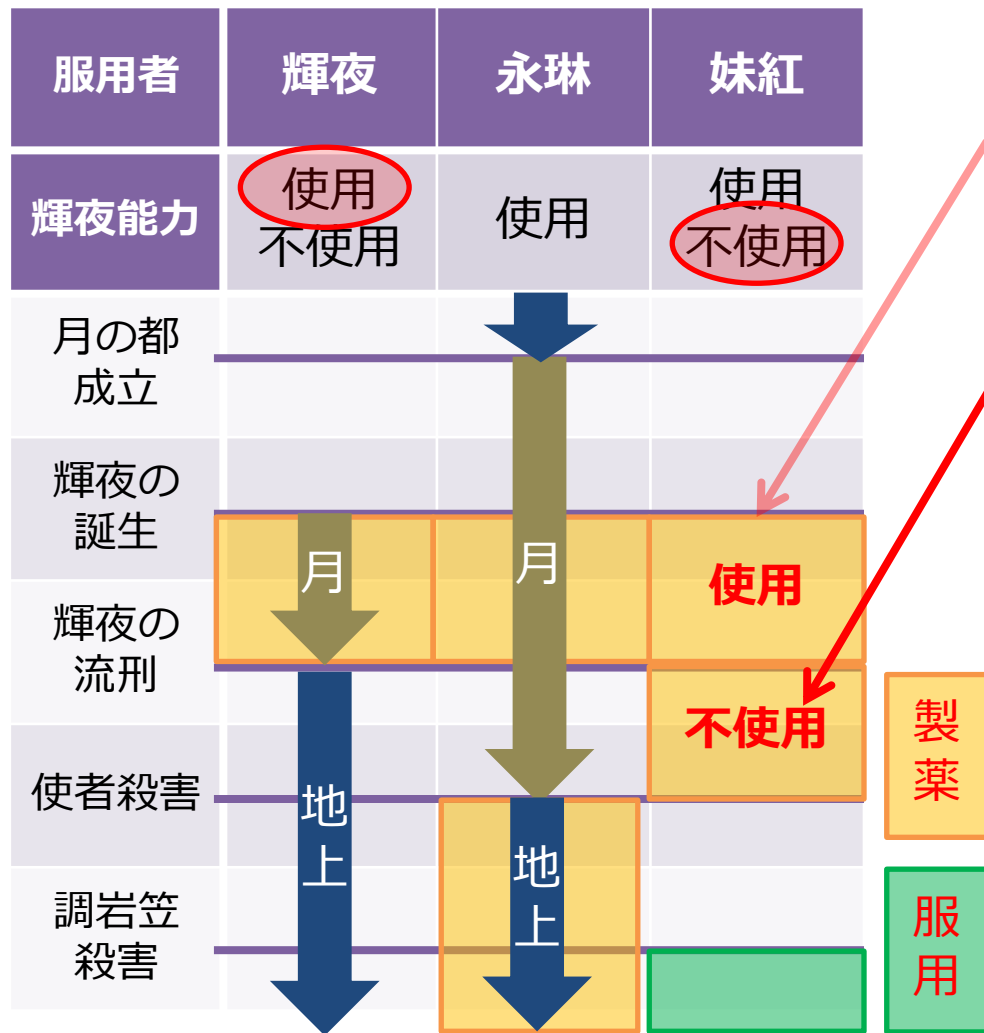 服用者
輝夜
永琳
妹紅
輝夜能力
使用
不使用
使用
使用
不使用
月の都
成立
輝夜の
誕生
輝夜の
流刑
使者殺害
調岩笠
殺害
月
地
上
月
地
上
使用
不使用
製
薬
服
用